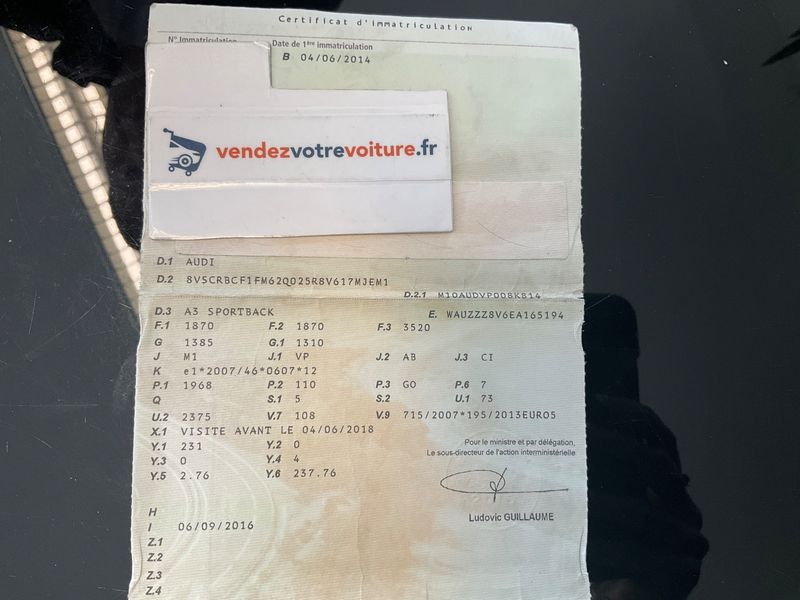 Certificat d'immatriculation
N° Immatriculation Date de 1ère immatriculation
B 04/06/2014
vendezvotrevoiture.fr
D.1 AUDI
D.2 8VSCRBCF1FM62Q025R8V617MJEM1
D.2.1 M10AUDVP008K814
D.3 A3 SPORTBACK E. WAUZZZ8V6EA165194
F.1 1870 F.2 1870 F.3 3520
G 1385 G.1 1310
J M1 J.1 VP J.2 AB J.3 CI
K e1*2007/46*0607*12
P.1 1968 P.2 110 P.3 GO P.6 7
Q S.1 5 S.2 U.1 73
U.2 2375 V.7 108 V.9 715/2007*195/2013EURO5
X.1 VISITE AVANT LE 04/06/2018
Y.1 231 Y.2 0
Y.3 0 Y.4 4
Y.5 2.76 Y.6 237.76
Pour le ministre et par délégation,
Le sous-directeur de l'action interministérielle
Ludovic GUILLAUME
H
I 06/09/2016
Z.1
Z.2
Z.3
Z.4